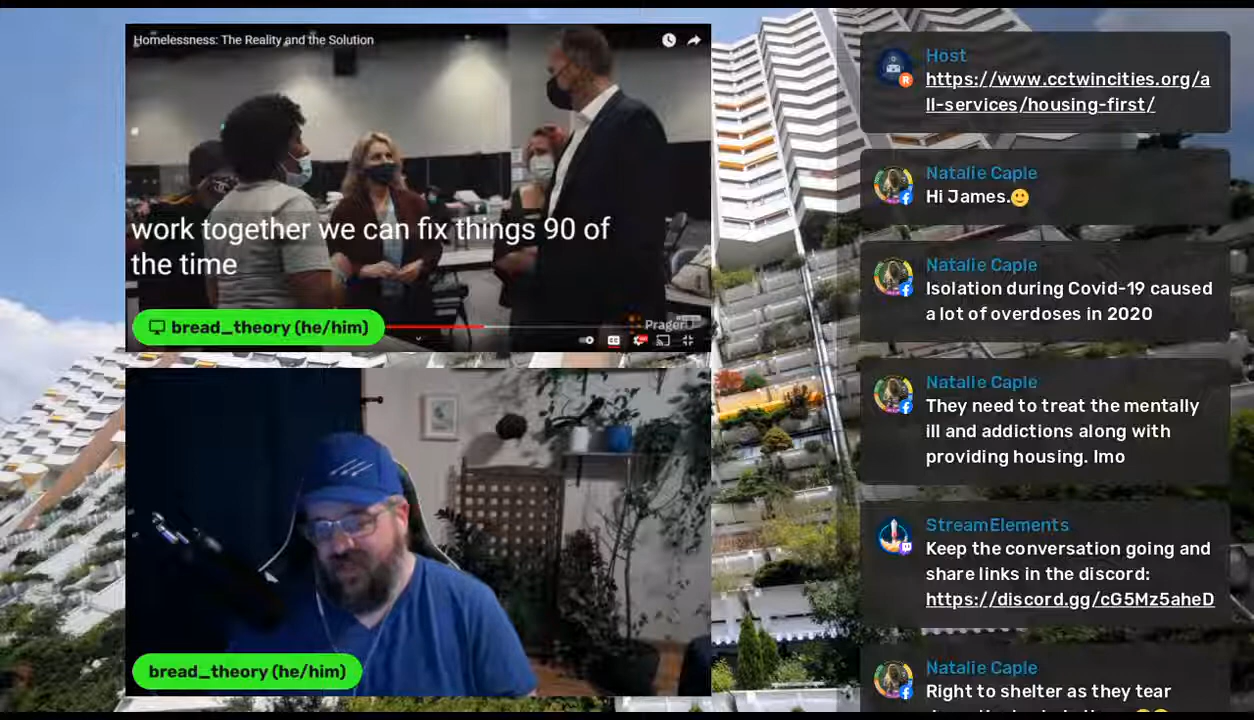 Homelessness: The Reality and the Solution
work together we can fix things 90 of
the time
bread_theory (he/him)
PragerU
bread_theory (he/him)
Host
https://www.cctwincities.org/a
ll-services/housing-first/
Natalie Caple
Hi James.🙂
Natalie Caple
Isolation during Covid-19 caused
a lot of overdoses in 2020
Natalie Caple
They need to treat the mentally
ill and addictions along with
providing housing. Imo
StreamElements
Keep the conversation going and
share links in the discord:
https://discord.gg/cG5Mz5aheD
Natalie Caple
Right to shelter as they tear